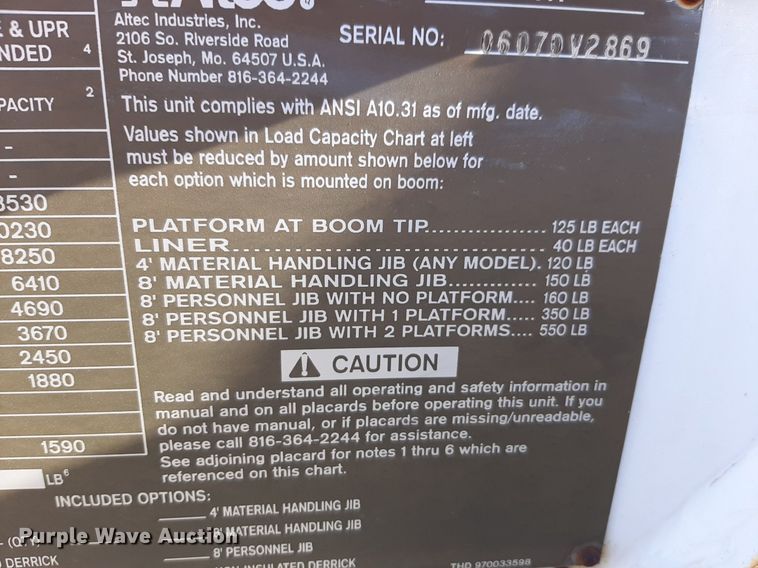 Altec
Altec Industries, Inc.
2106 So. Riverside Road
St. Joseph, Mo. 64507 U.S.A.
Phone Number 816-364-2244
SERIAL NO: 0607DV2869
& UPR
NDED 4
PACITY 2
-
-
3530
0230
8250
6410
4690
3670
2450
1880
1590
LB6
This unit complies with ANSI A10.31 as of mfg. date.
Values shown in Load Capacity Chart at left
must be reduced by amount shown below for
each option which is mounted on boom:
PLATFORM AT BOOM TIP................. 125 LB EACH
LINER............................................... 40 LB EACH
4' MATERIAL HANDLING JIB (ANY MODEL). 120 LB
8' MATERIAL HANDLING JIB.............. 150 LB
8' PERSONNEL JIB WITH NO PLATFORM.... 160 LB
8' PERSONNEL JIB WITH 1 PLATFORM..... 350 LB
8' PERSONNEL JIB WITH 2 PLATFORMS.... 550 LB
CAUTION
Read and understand all operating and safety information in
manual and on all placards before operating this unit. If you
do not have manual, or if placards are missing/unreadable,
please call 816-364-2244 for assistance.
See adjoining placard for notes 1 thru 6 which are
referenced on this chart.
INCLUDED OPTIONS:
4' MATERIAL HANDLING JIB
8' MATERIAL HANDLING JIB
8' PERSONNEL JIB
NON-INSULATED DERRICK
(QTY)
DERRICK
THD 970033598
Purple Wave Auction